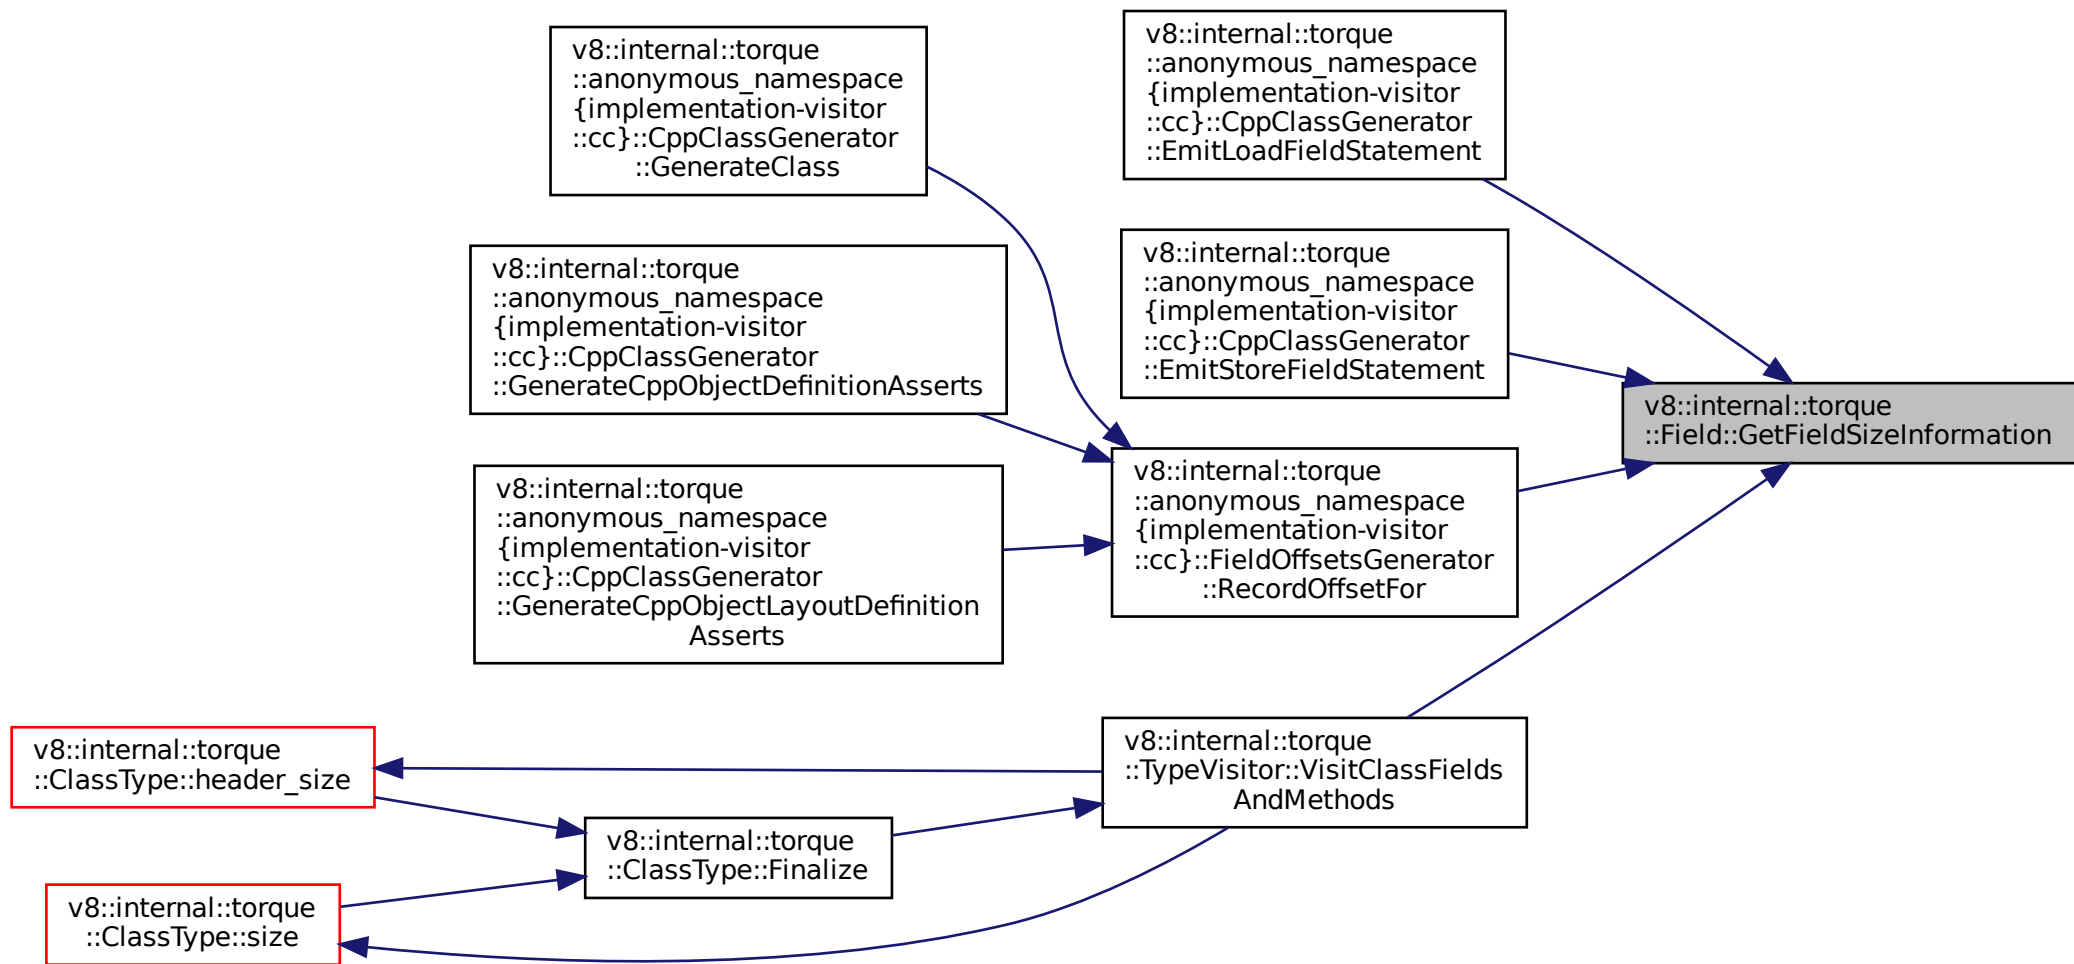 v8::internal::torque
::anonymous_namespace
{implementation-visitor
::cc}::CppClassGenerator
::GenerateClass
v8::internal::torque
::anonymous_namespace
{implementation-visitor
::cc}::CppClassGenerator
::EmitLoadFieldStatement
v8::internal::torque
::anonymous_namespace
{implementation-visitor
::cc}::CppClassGenerator
::GenerateCppObjectDefinitionAsserts
v8::internal::torque
::anonymous_namespace
{implementation-visitor
::cc}::CppClassGenerator
::EmitStoreFieldStatement
v8::internal::torque
::Field::GetFieldSizeInformation
v8::internal::torque
::anonymous_namespace
{implementation-visitor
::cc}::CppClassGenerator
::GenerateCppObjectLayoutDefinition
Asserts
v8::internal::torque
::anonymous_namespace
{implementation-visitor
::cc}::FieldOffsetsGenerator
::RecordOffsetFor
v8::internal::torque
::ClassType::header_size
v8::internal::torque
::TypeVisitor::VisitClassFields
AndMethods
v8::internal::torque
::ClassType::Finalize
v8::internal::torque
::ClassType::size